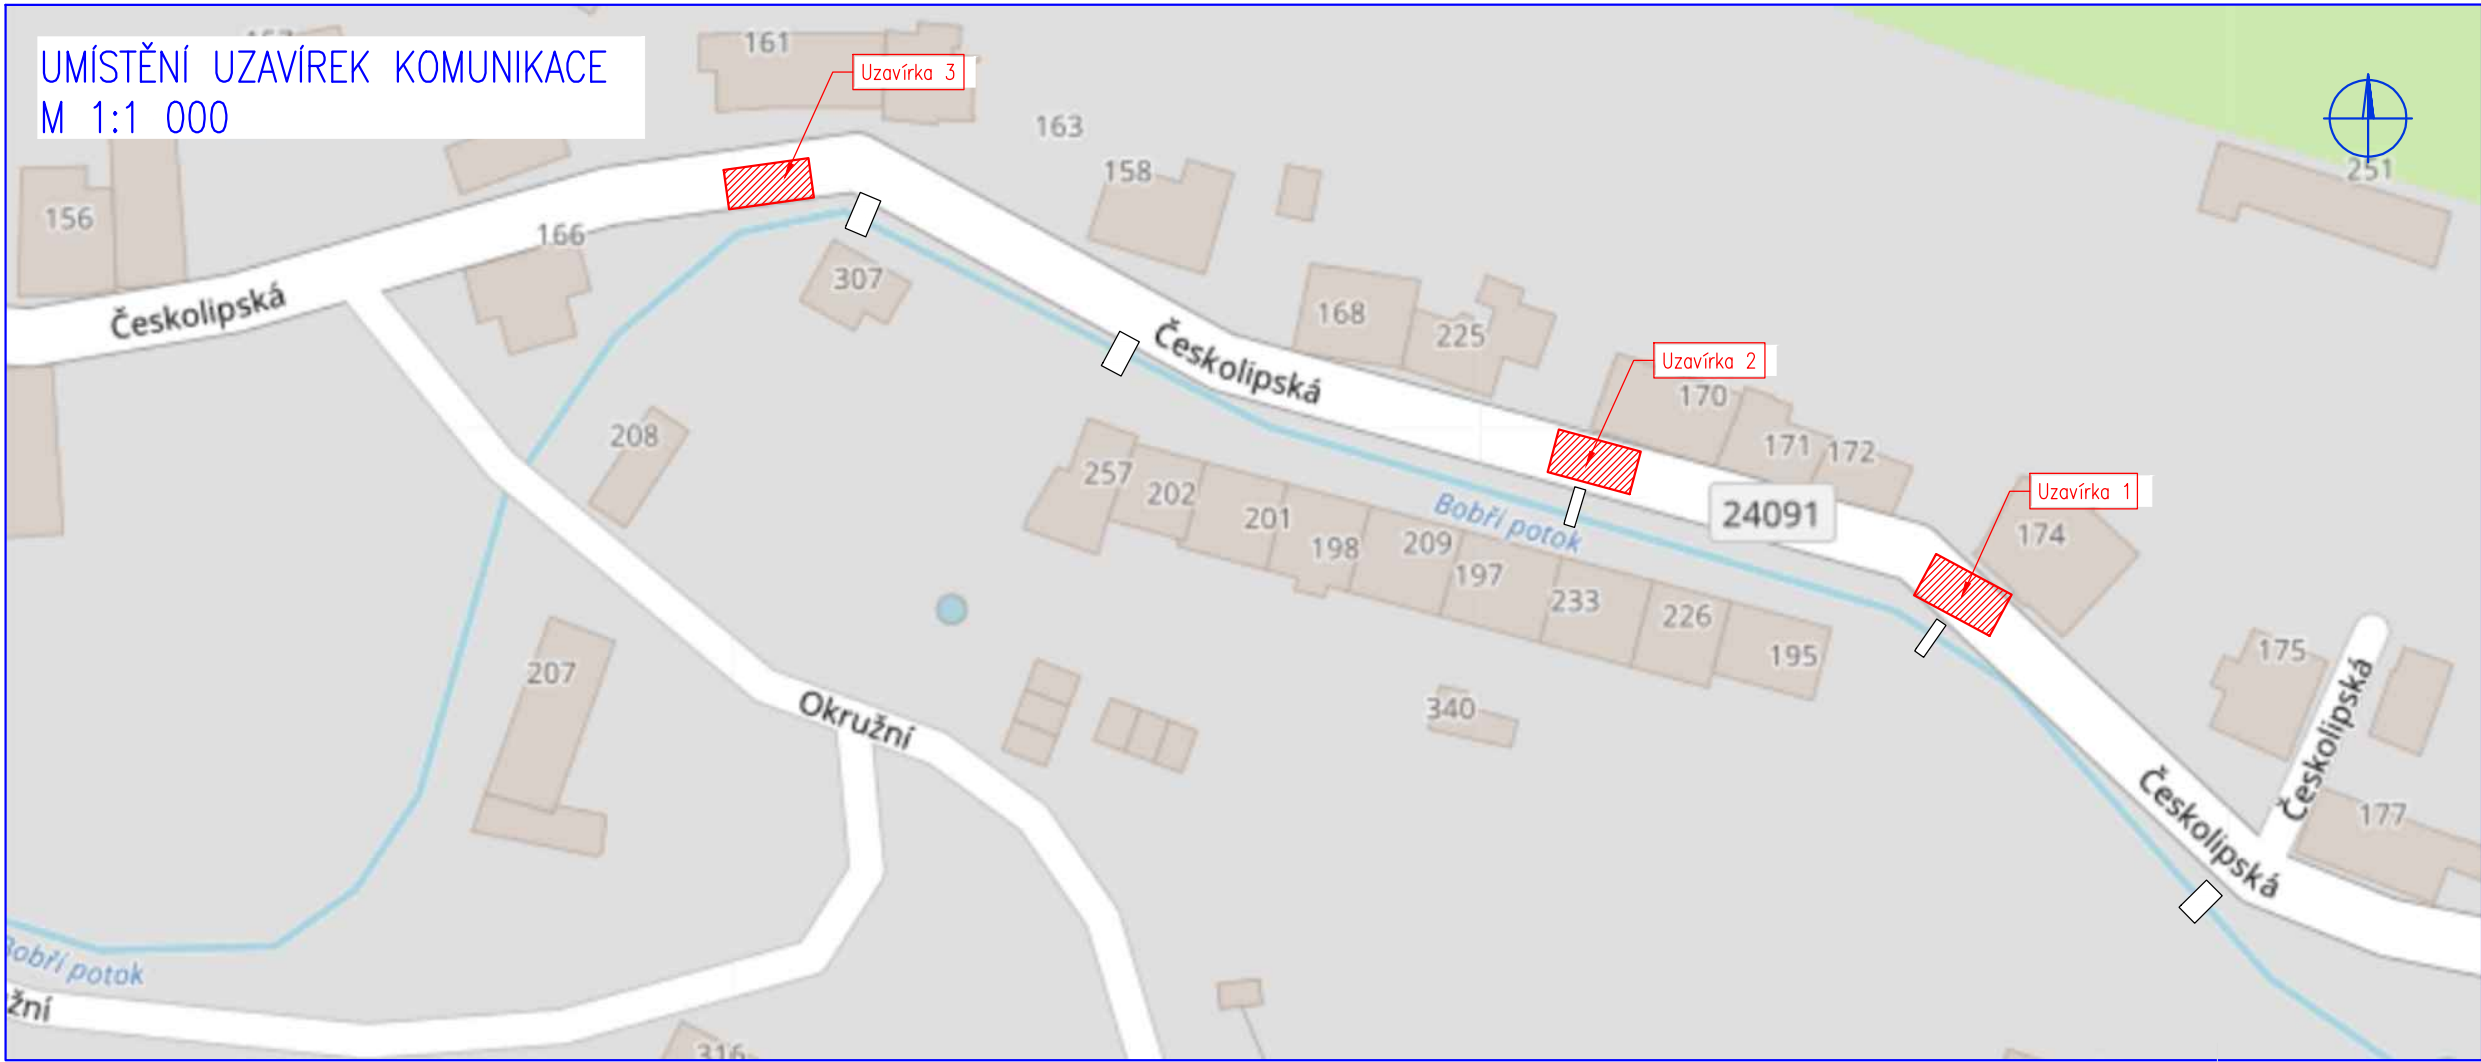 UMÍSTĚNÍ UZAVÍREK KOMUNIKACE
M 1:1 000
161
Uzavírka 3
163
158
251
156
166
307
Českolipská
168
225
Českolipská
Uzavírka 2
170
171
172
208
257
202
201
198
209
197
233
226
195
Bobří potok
24091
Uzavírka 1
174
175
Českolipská
207
Okružní
340
Českolipská
177
Bobří potok
žní
316